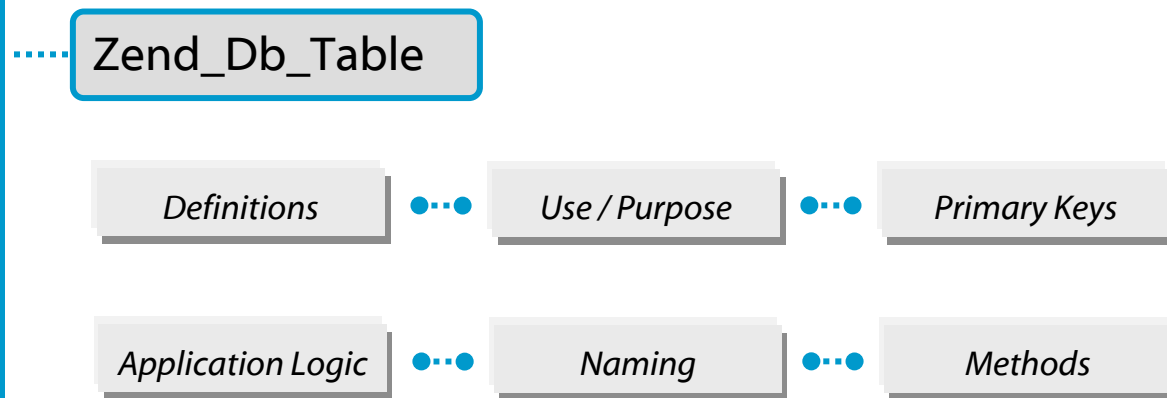 Zend_Db_Table
Definitions
Use / Purpose
Primary Keys
Application Logic
Naming
Methods